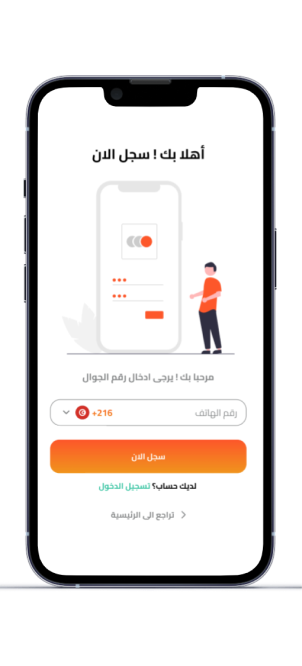 أهلا بك ! سجل الان
مرحبا بك ! يرجى ادخال رقم الجوال
رقم الهاتف +216
سجل الان
لديك حساب؟ تسجيل الدخول
تراجع الى الرئيسية